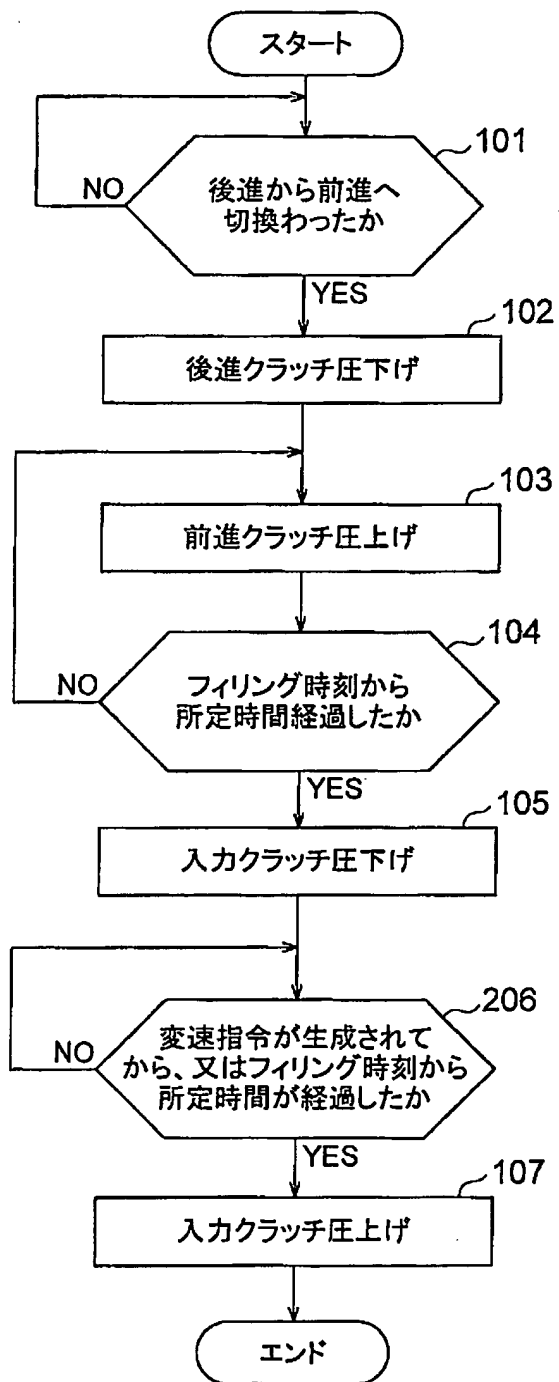 スタート
101
後進から前進へ
切換わったか
NO
YES
102
後進クラッチ圧下げ
103
前進クラッチ圧上げ
104
フィリング時刻から
所定時間経過したか
NO
YES
105
入力クラッチ圧下げ
206
変速指令が生成されて
から、又はフィリング時刻から
所定時間が経過したか
NO
YES
107
入力クラッチ圧上げ
エンド